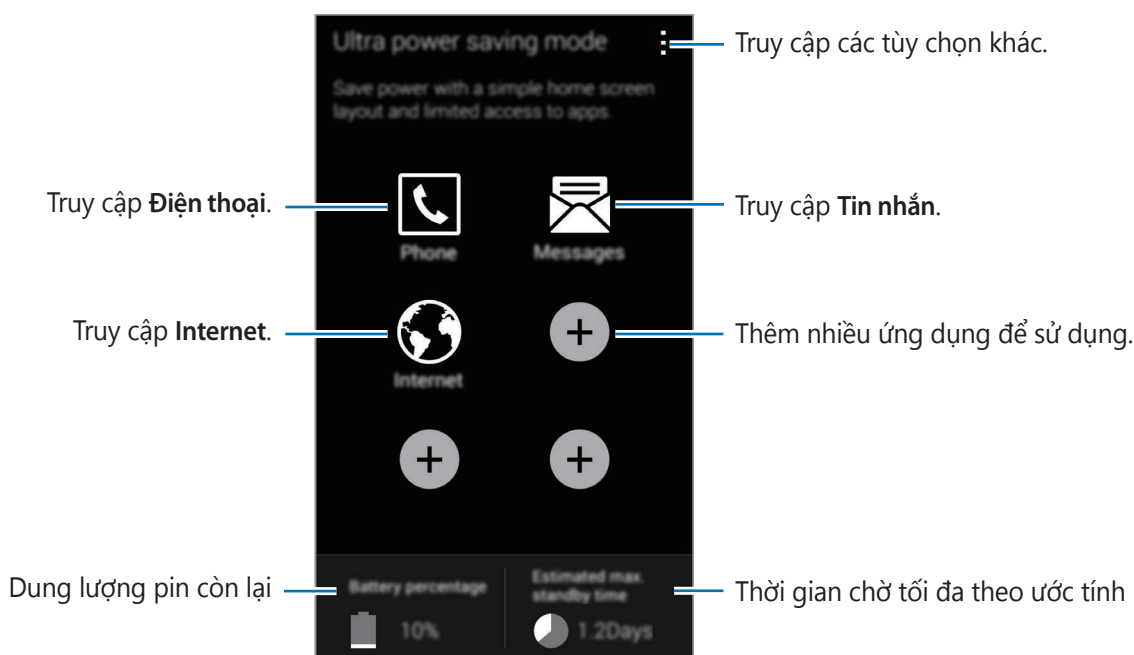 Ultra power saving mode
Truy cập các tùy chọn khác.
Save power with a simple home screen
layout and limited access to apps.
Truy cập Điện thoại.
Truy cập Tin nhắn.
Phone
Messages
Truy cập Internet.
Thêm nhiều ứng dụng để sử dụng.
Internet
Dung lượng pin còn lại
Battery percentage
Estimated max.
standby time
Thời gian chờ tối đa theo ước tính
10%
1.2Days